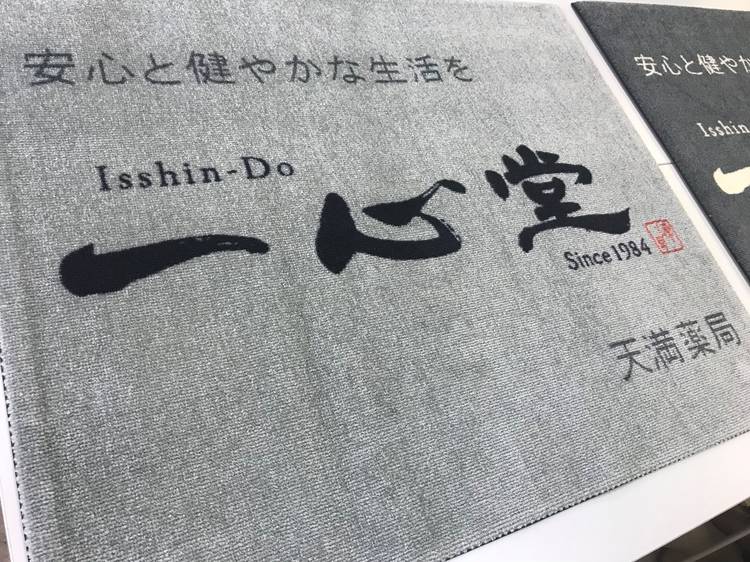 安心と健やかな生活を
Isshin-Do
一心堂
Since 1984
天満薬局
安心と健やか
Isshin